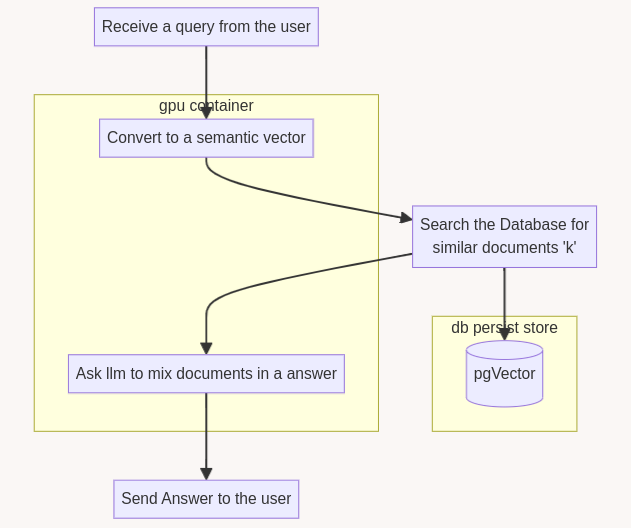 Receive a query from the user
gpu container
Convert to a semantic vector
Search the Database for
similar documents 'k'
db persist store
pgVector
Ask llm to mix documents in a answer
Send Answer to the user